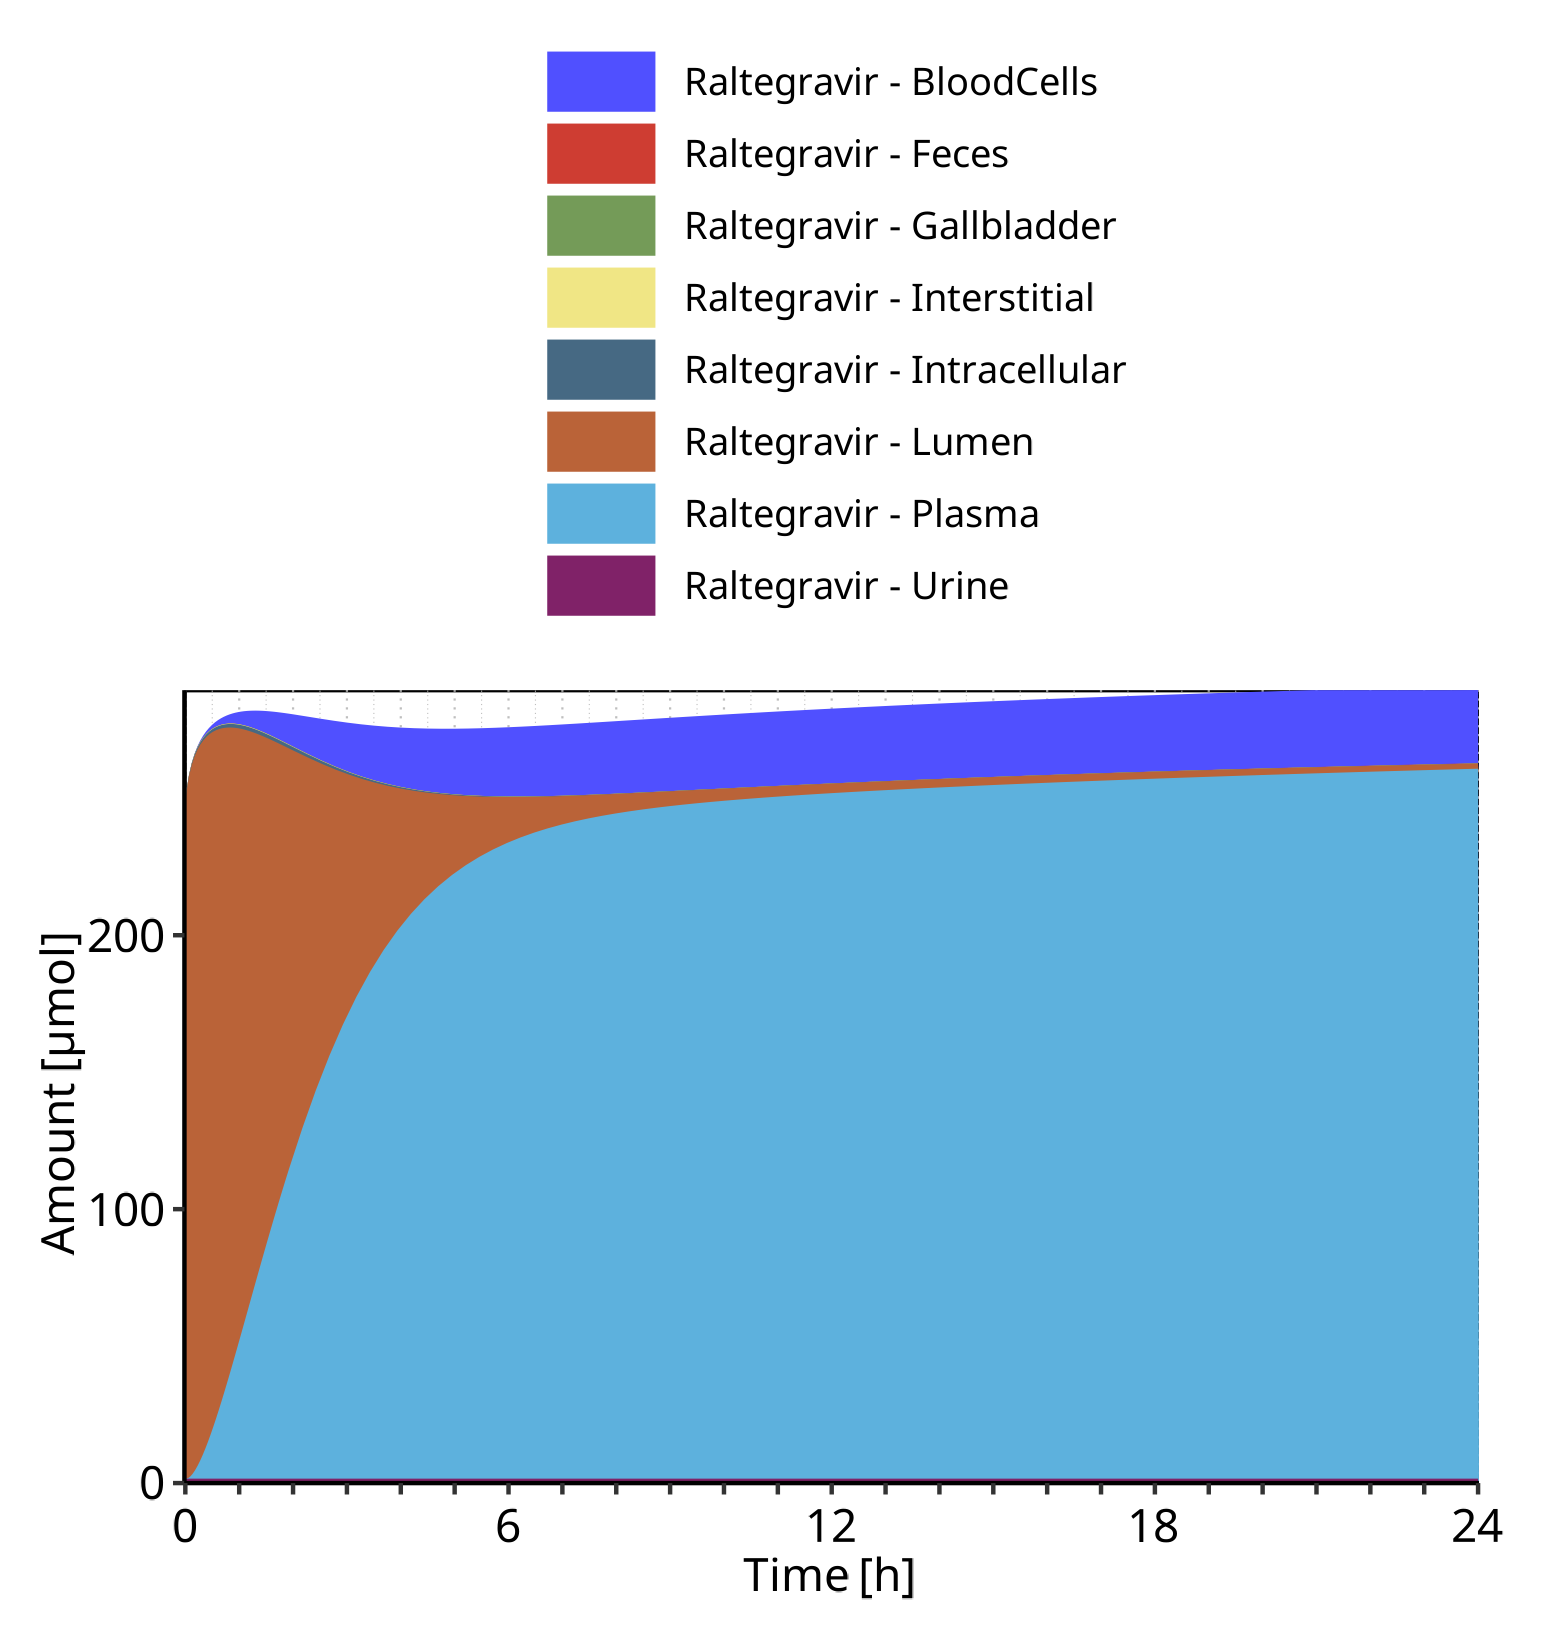 Raltegravir - BloodCells
Raltegravir - Feces
Raltegravir - Gallbladder
Raltegravir - Interstitial
Raltegravir - Intracellular
Raltegravir - Lumen
Raltegravir - Plasma
Raltegravir - Urine
Amount [µmol]
200
100
0
0 6 12 18 24
Time [h]